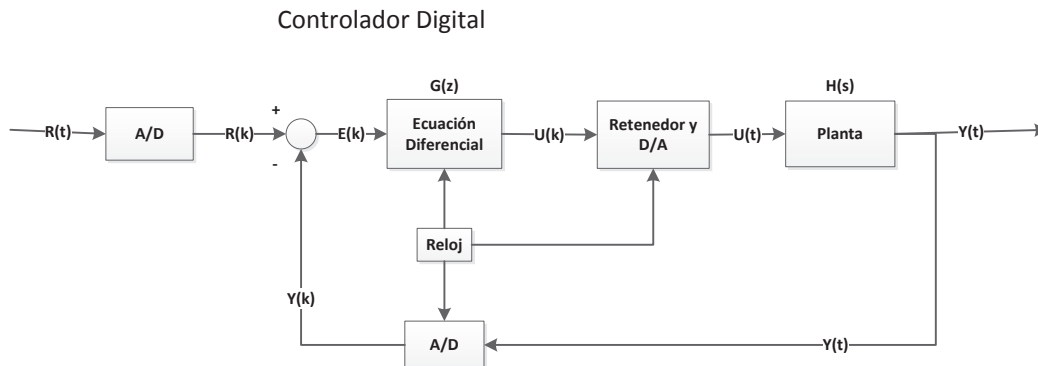 Controlador Digital
G(z)
H(s)
R(t)
A/D
R(k)
+
-
E(k)
Ecuación
Diferencial
U(k)
Retenedor y
D/A
U(t)
Planta
Y(t)
Reloj
Y(k)
A/D
Y(t)